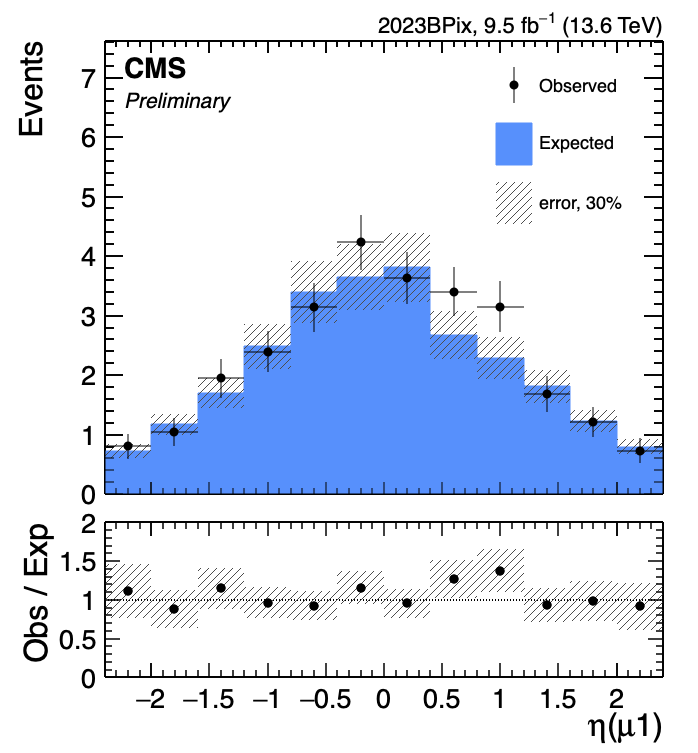 2023BPix, 9.5 fb⁻¹ (13.6 TeV)
CMS
Preliminary
Observed
Expected
error, 30%
Events
7
6
5
4
3
2
1
0
Obs / Exp
2
1.5
1
0.5
0
−2 −1.5 −1 −0.5 0 0.5 1 1.5 2
η(μ1)